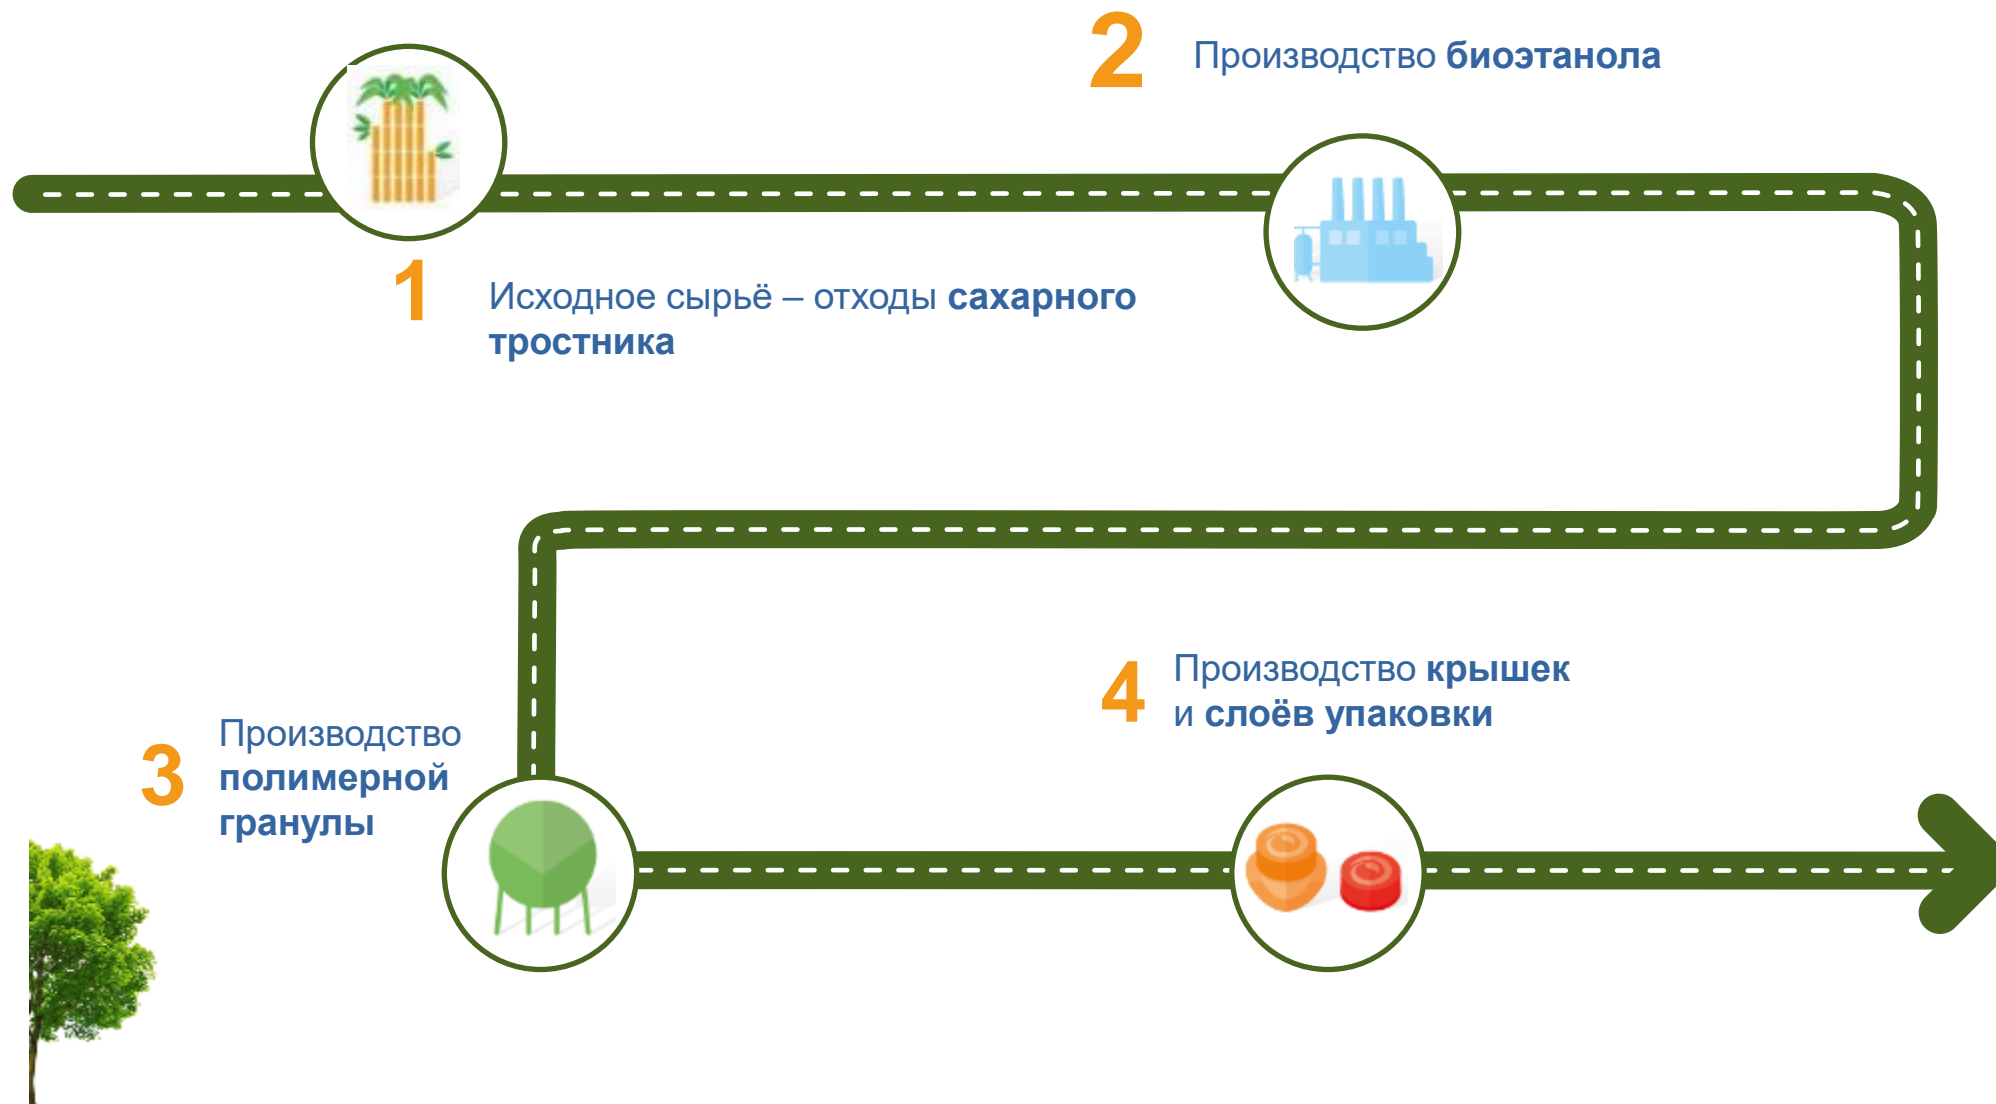 1
Исходное сырьё – отходы сахарного
тростника
2
Производство биоэтанола
3
Производство
полимерной
гранулы
4
Производство крышек
и слоёв упаковки